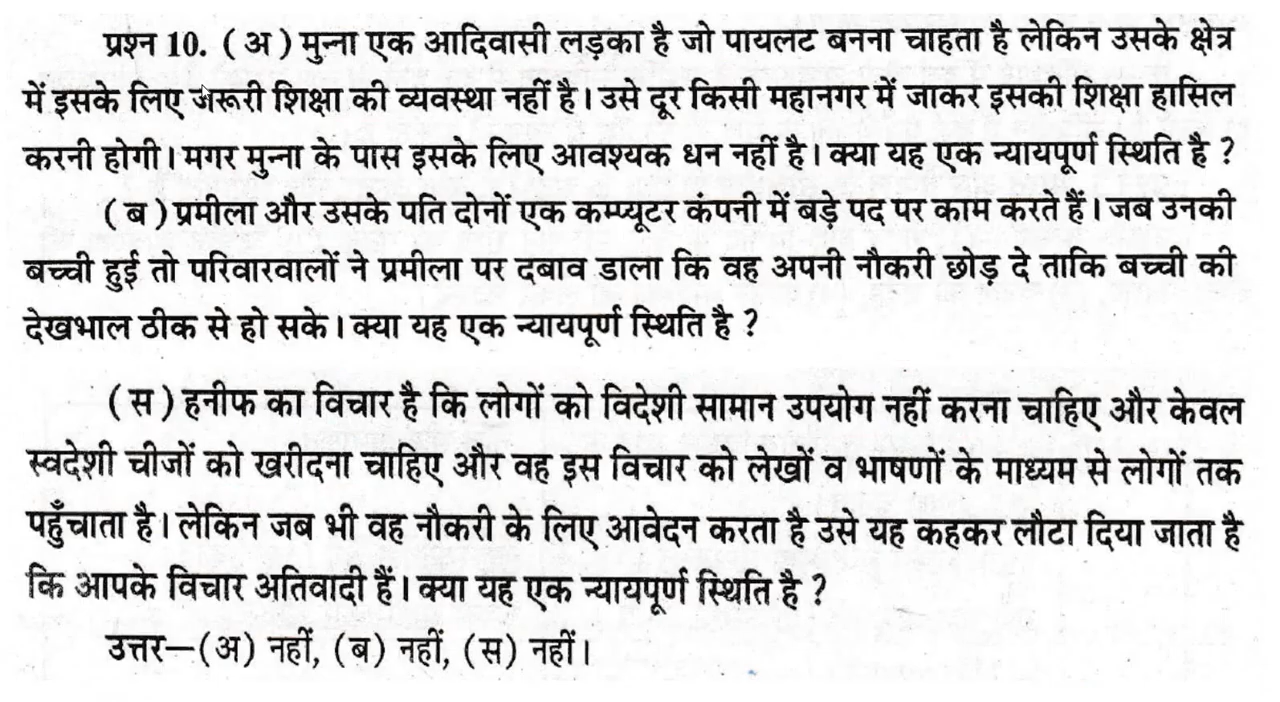 प्रश्न 10. ( अ ) मुन्ना एक आदिवासी लड़का है जो पायलट बनना चाहता है लेकिन उसके क्षेत्र
में इसके लिए जरूरी शिक्षा की व्यवस्था नहीं है। उसे दूर किसी महानगर में जाकर इसकी शिक्षा हासिल
करनी होगी। मगर मुन्ना के पास इसके लिए आवश्यक धन नहीं है। क्या यह एक न्यायपूर्ण स्थिति है ?
( ब ) प्रमीला और उसके पति दोनों एक कम्प्यूटर कंपनी में बड़े पद पर काम करते हैं। जब उनकी
बच्ची हुई तो परिवारवालों ने प्रमीला पर दबाव डाला कि वह अपनी नौकरी छोड़ दे ताकि बच्ची की
देखभाल ठीक से हो सके। क्या यह एक न्यायपूर्ण स्थिति है ?
( स ) हनीफ का विचार है कि लोगों को विदेशी सामान उपयोग नहीं करना चाहिए और केवल
स्वदेशी चीजों को खरीदना चाहिए और वह इस विचार को लेखों व भाषणों के माध्यम से लोगों तक
पहुँचाता है। लेकिन जब भी वह नौकरी के लिए आवेदन करता है उसे यह कहकर लौटा दिया जाता है
कि आपके विचार अतिवादी हैं। क्या यह एक न्यायपूर्ण स्थिति है ?
उत्तर—(अ) नहीं, (ब) नहीं, (स) नहीं।